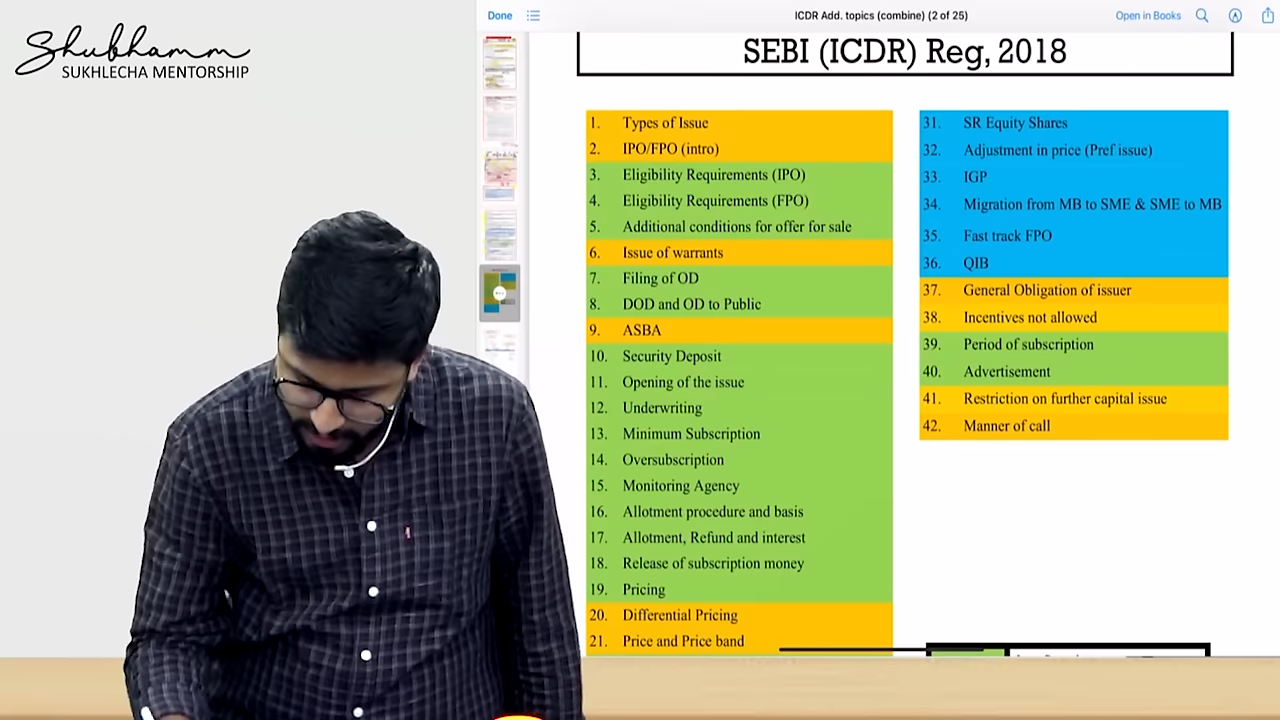 Shubhamm
SUKHLECHA MENTORSHIP
Done
ICDR Add. topics (combine) (2 of 25)
Open in Books
SEBI (ICDR) Reg, 2018
1. Types of Issue
2. IPO/FPO (intro)
3. Eligibility Requirements (IPO)
4. Eligibility Requirements (FPO)
5. Additional conditions for offer for sale
6. Issue of warrants
7. Filing of OD
8. DOD and OD to Public
9. ASBA
10. Security Deposit
11. Opening of the issue
12. Underwriting
13. Minimum Subscription
14. Oversubscription
15. Monitoring Agency
16. Allotment procedure and basis
17. Allotment, Refund and interest
18. Release of subscription money
19. Pricing
20. Differential Pricing
21. Price and Price band
31. SR Equity Shares
32. Adjustment in price (Pref issue)
33. IGP
34. Migration from MB to SME & SME to MB
35. Fast track FPO
36. QIB
37. General Obligation of issuer
38. Incentives not allowed
39. Period of subscription
40. Advertisement
41. Restriction on further capital issue
42. Manner of call